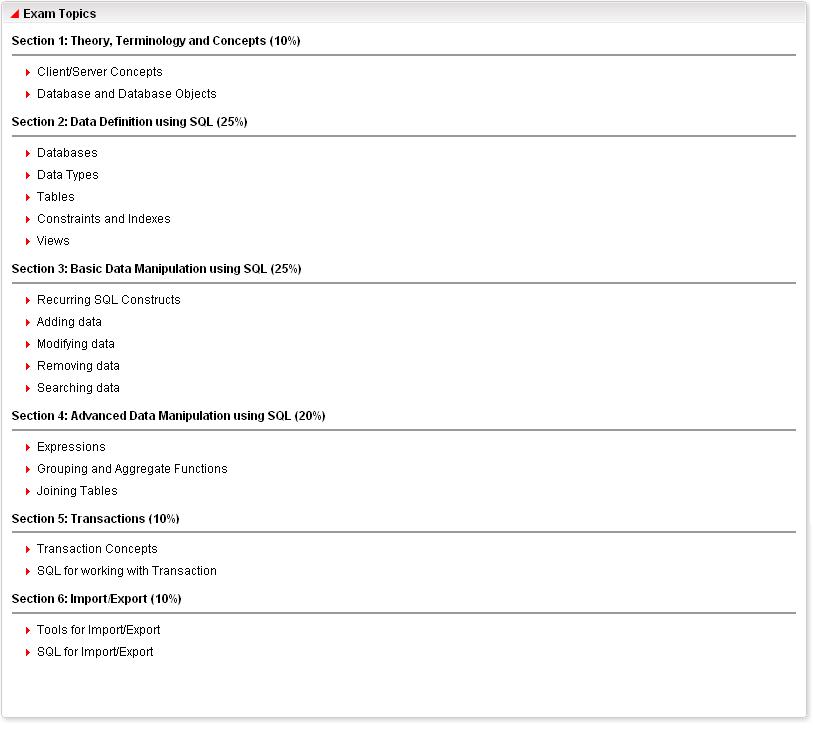 Exam Topics
Section 1: Theory, Terminology and Concepts (10%)
Client/Server Concepts
Database and Database Objects
Section 2: Data Definition using SQL (25%)
Databases
Data Types
Tables
Constraints and Indexes
Views
Section 3: Basic Data Manipulation using SQL (25%)
Recurring SQL Constructs
Adding data
Modifying data
Removing data
Searching data
Section 4: Advanced Data Manipulation using SQL (20%)
Expressions
Grouping and Aggregate Functions
Joining Tables
Section 5: Transactions (10%)
Transaction Concepts
SQL for working with Transaction
Section 6: Import/Export (10%)
Tools for Import/Export
SQL for Import/Export